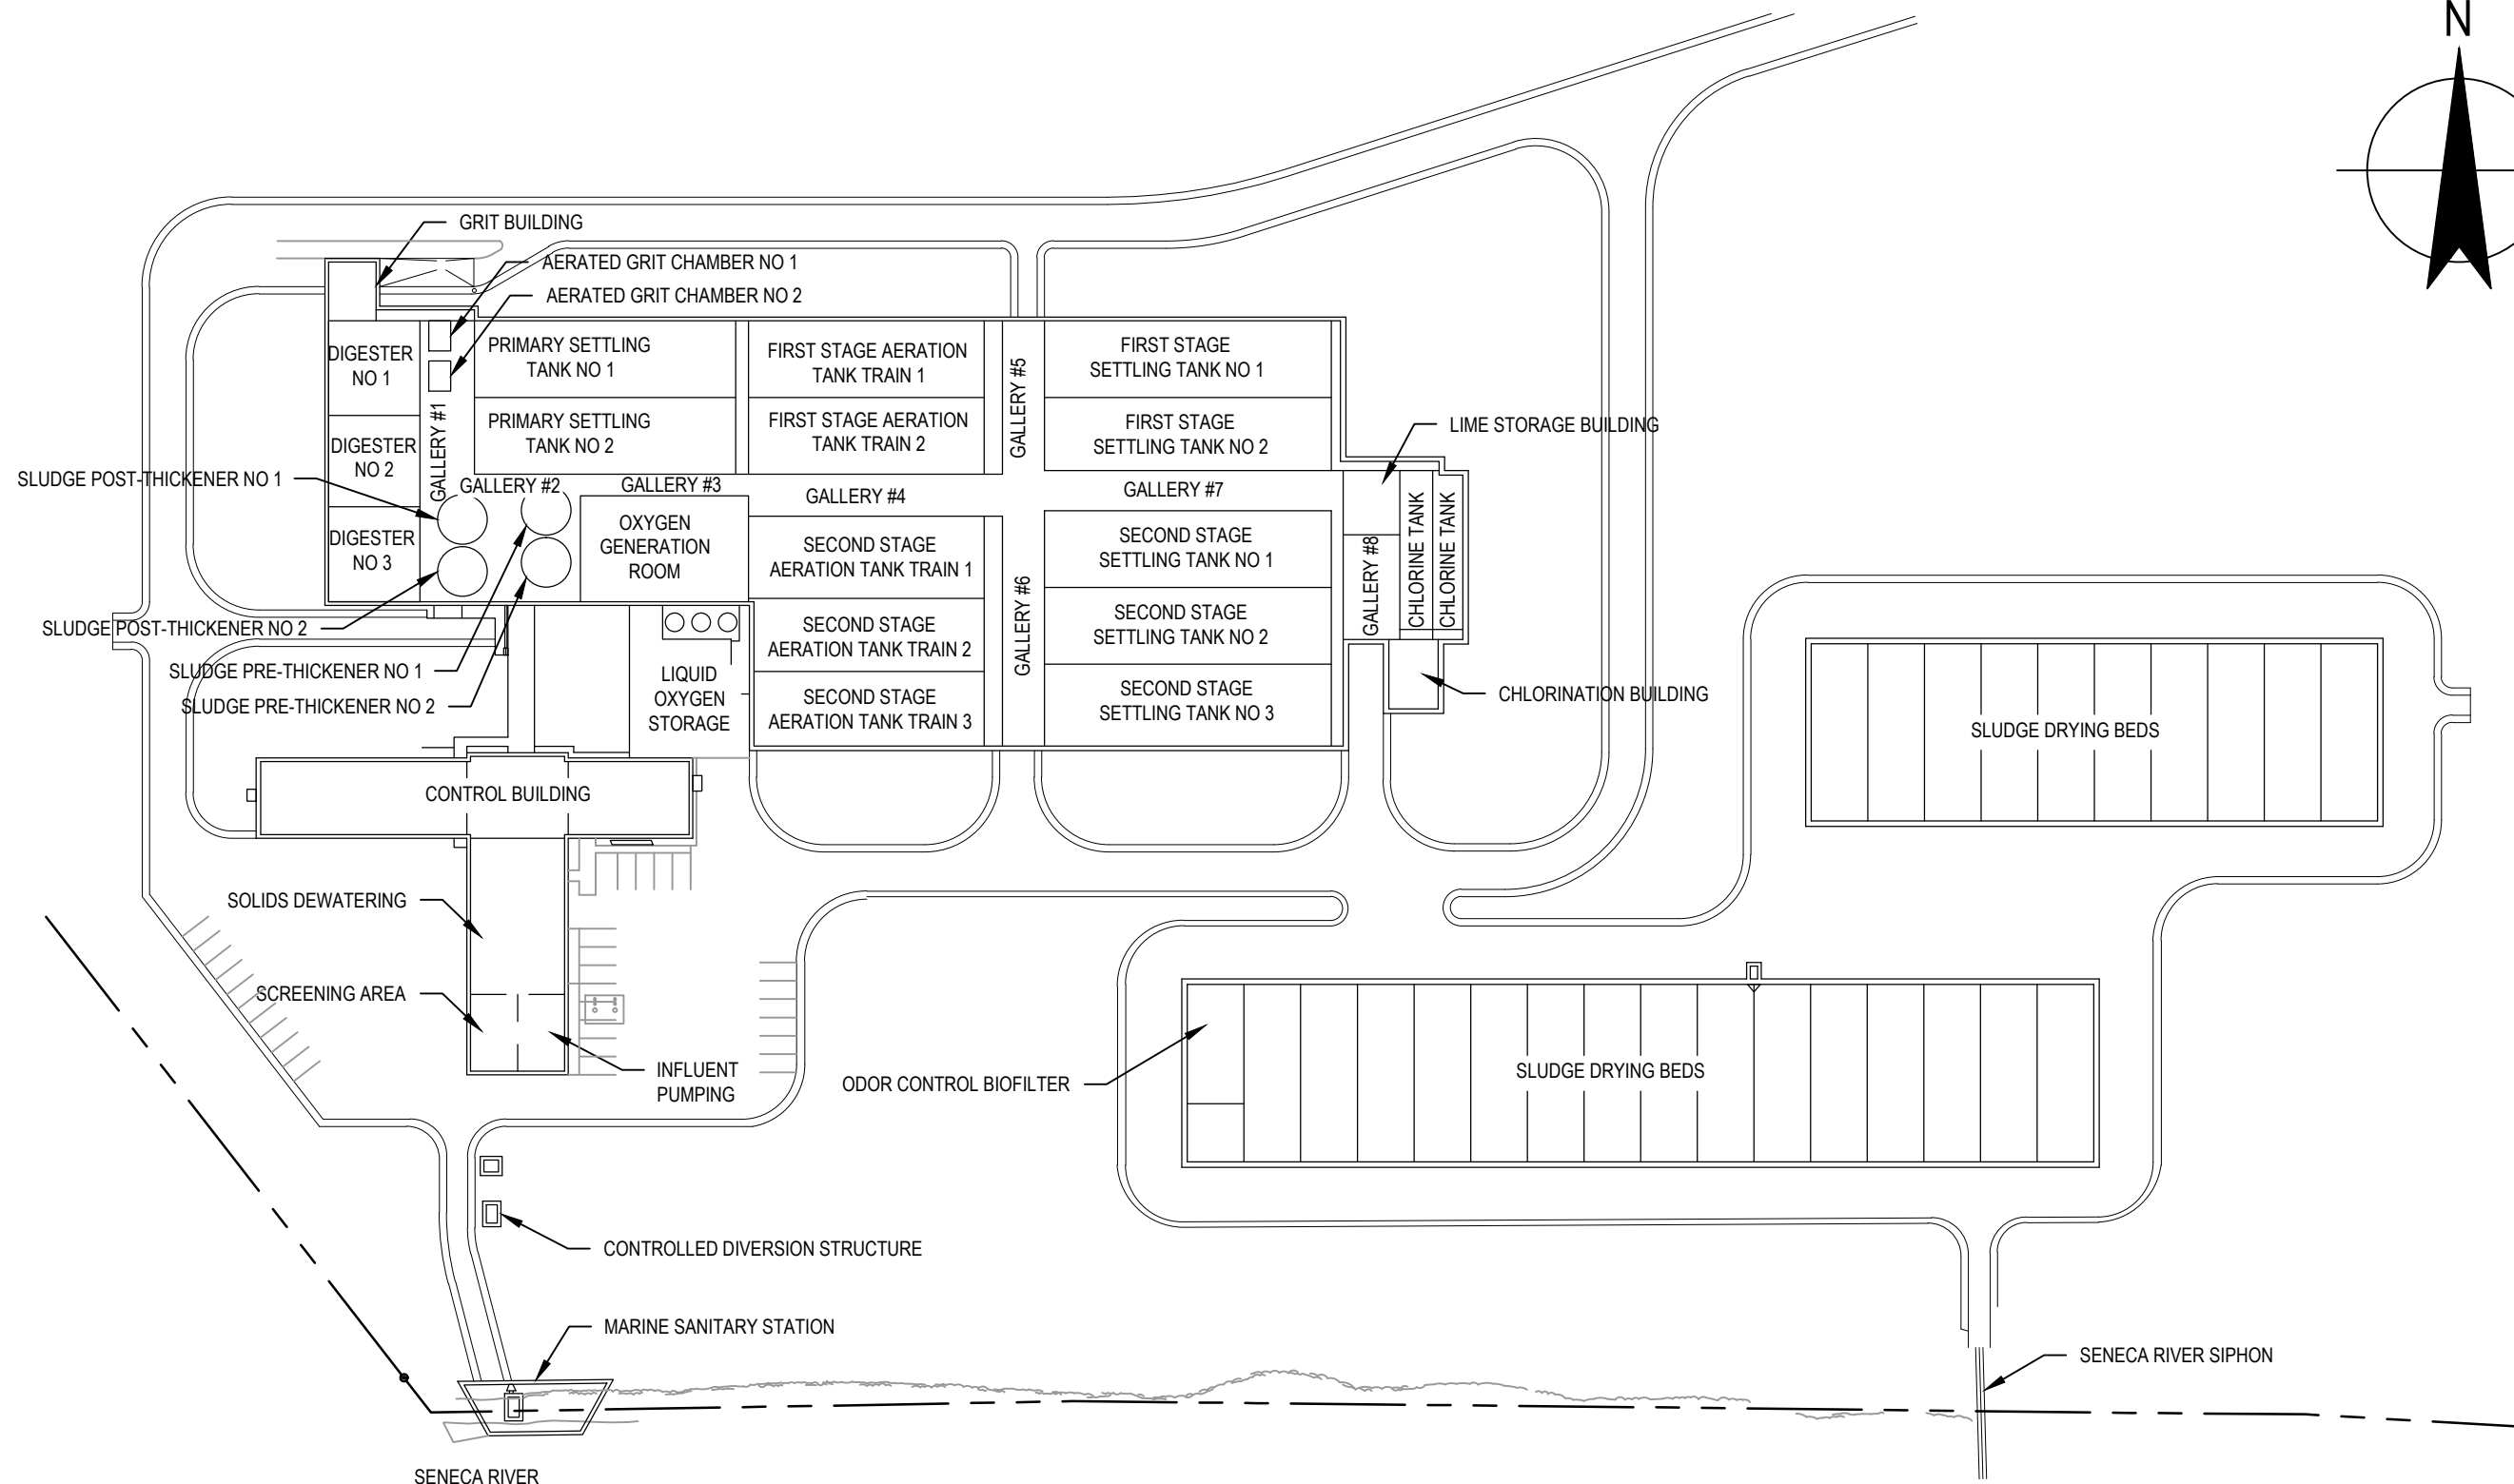 N
GRIT BUILDING
AERATED GRIT CHAMBER NO 1
AERATED GRIT CHAMBER NO 2
DIGESTER
NO 1
DIGESTER
NO 2
DIGESTER
NO 3
GALLERY #1
PRIMARY SETTLING
TANK NO 1
PRIMARY SETTLING
TANK NO 2
FIRST STAGE AERATION
TANK TRAIN 1
FIRST STAGE AERATION
TANK TRAIN 2
GALLERY #5
FIRST STAGE
SETTLING TANK NO 1
FIRST STAGE
SETTLING TANK NO 2
LIME STORAGE BUILDING
SLUDGE POST-THICKENER NO 1
GALLERY #2
GALLERY #3
GALLERY #4
GALLERY #7
OXYGEN
GENERATION
ROOM
SECOND STAGE
AERATION TANK TRAIN 1
SECOND STAGE
AERATION TANK TRAIN 2
SECOND STAGE
AERATION TANK TRAIN 3
GALLERY #6
SECOND STAGE
SETTLING TANK NO 1
SECOND STAGE
SETTLING TANK NO 2
SECOND STAGE
SETTLING TANK NO 3
GALLERY #8
CHLORINE TANK
CHLORINE TANK
SLUDGE POST-THICKENER NO 2
SLUDGE PRE-THICKENER NO 1
SLUDGE PRE-THICKENER NO 2
LIQUID
OXYGEN
STORAGE
CHLORINATION BUILDING
SLUDGE DRYING BEDS
CONTROL BUILDING
SOLIDS DEWATERING
SCREENING AREA
INFLUENT
PUMPING
ODOR CONTROL BIOFILTER
SLUDGE DRYING BEDS
CONTROLLED DIVERSION STRUCTURE
MARINE SANITARY STATION
SENECA RIVER SIPHON
SENECA RIVER